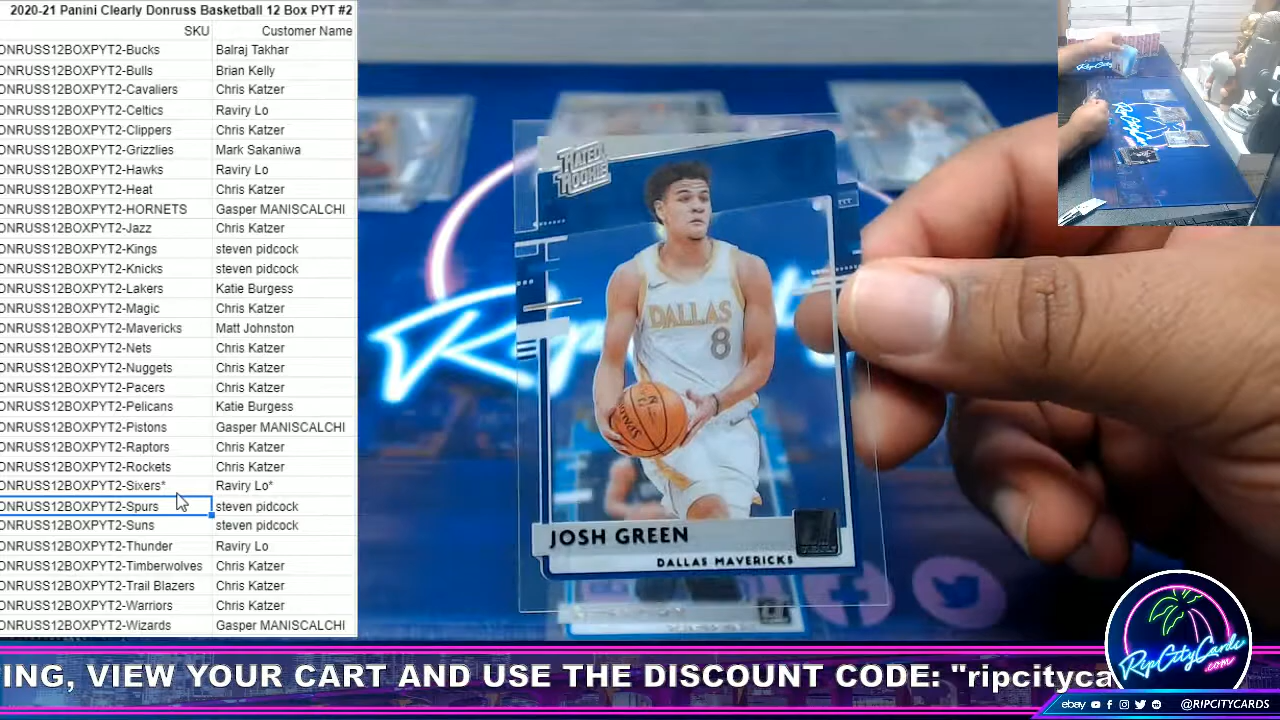 2020-21 Panini Clearly Donruss Basketball 12 Box PYT #2
SKU Customer Name
ONRUSS12BOXPYT2-Bucks Balraj Takhar
ONRUSS12BOXPYT2-Bulls Brian Kelly
ONRUSS12BOXPYT2-Cavaliers Chris Katzer
ONRUSS12BOXPYT2-Celtics Raviry Lo
ONRUSS12BOXPYT2-Clippers Chris Katzer
ONRUSS12BOXPYT2-Grizzlies Mark Sakaniwa
ONRUSS12BOXPYT2-Hawks Raviry Lo
ONRUSS12BOXPYT2-Heat Chris Katzer
ONRUSS12BOXPYT2-HORNETS Gasper MANISCALCHI
ONRUSS12BOXPYT2-Jazz Chris Katzer
ONRUSS12BOXPYT2-Kings steven pidcock
ONRUSS12BOXPYT2-Knicks steven pidcock
ONRUSS12BOXPYT2-Lakers Katie Burgess
ONRUSS12BOXPYT2-Magic Chris Katzer
ONRUSS12BOXPYT2-Mavericks Matt Johnston
ONRUSS12BOXPYT2-Nets Chris Katzer
ONRUSS12BOXPYT2-Nuggets Chris Katzer
ONRUSS12BOXPYT2-Pacers Chris Katzer
ONRUSS12BOXPYT2-Pelicans Katie Burgess
ONRUSS12BOXPYT2-Pistons Gasper MANISCALCHI
ONRUSS12BOXPYT2-Raptors Chris Katzer
ONRUSS12BOXPYT2-Rockets Chris Katzer
ONRUSS12BOXPYT2-Sixers* Raviry Lo*
ONRUSS12BOXPYT2-Spurs steven pidcock
ONRUSS12BOXPYT2-Suns steven pidcock
ONRUSS12BOXPYT2-Thunder Raviry Lo
ONRUSS12BOXPYT2-Timberwolves Chris Katzer
ONRUSS12BOXPYT2-Trail Blazers Chris Katzer
ONRUSS12BOXPYT2-Warriors Chris Katzer
ONRUSS12BOXPYT2-Wizards Gasper MANISCALCHI
RATED
ROOKIE
DALLAS
8
SPALDING
JOSH GREEN
DALLAS MAVERICKS
RipCityCards
.com
ING, VIEW YOUR CART AND USE THE DISCOUNT CODE: "ripcityca
ebay @RIPCITYCARDS